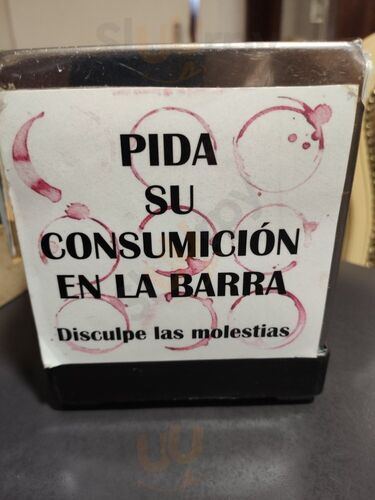 PIDA
SU
CONSUMICIÓN
EN LA BARRA
Disculpe las molestias